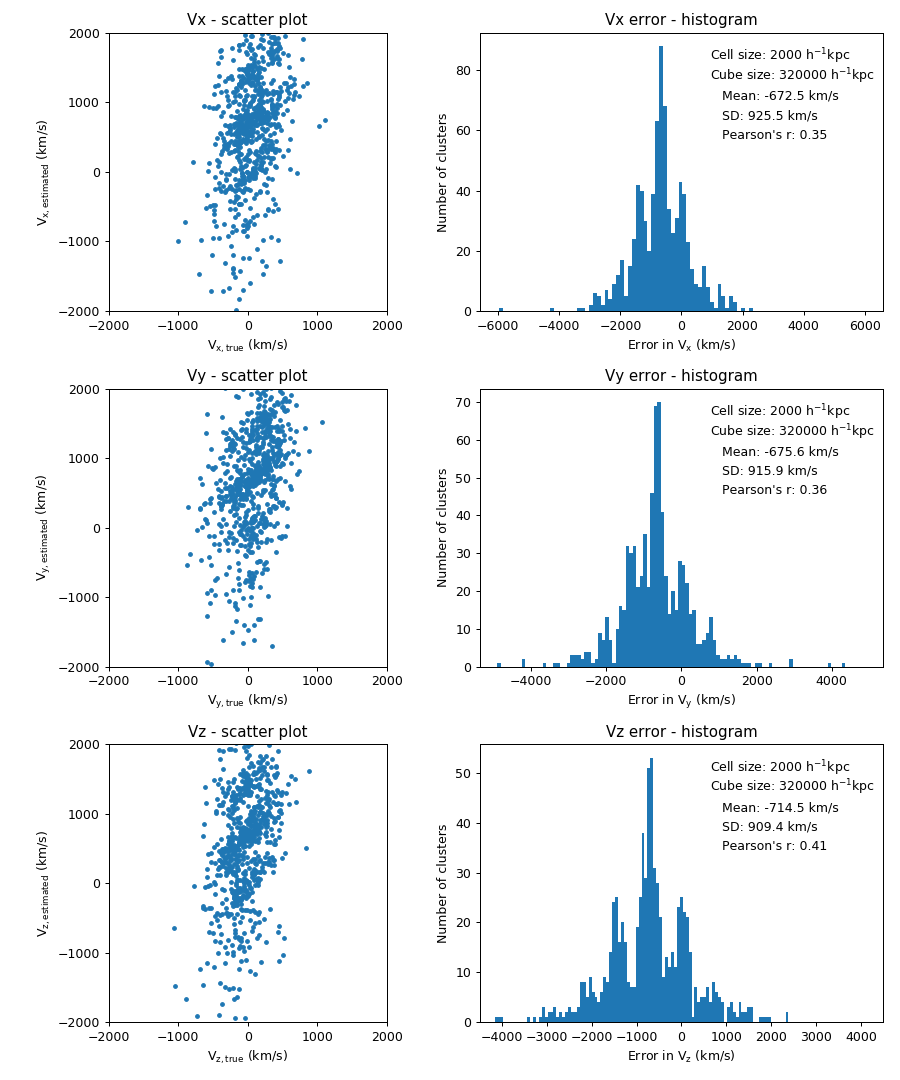 Vx - scatter plot
2000
1000
0
−1000
−2000
V_x, estimated (km/s)
−2000 −1000 0 1000 2000
V_x, true (km/s)
Vx error - histogram
80
60
40
20
0
Number of clusters
Cell size: 2000 h^−1kpc
Cube size: 320000 h^−1kpc
Mean: -672.5 km/s
SD: 925.5 km/s
Pearson's r: 0.35
−6000 −4000 −2000 0 2000 4000 6000
Error in V_x (km/s)
Vy - scatter plot
2000
1000
0
−1000
−2000
V_y, estimated (km/s)
−2000 −1000 0 1000 2000
V_y, true (km/s)
Vy error - histogram
70
60
50
40
30
20
10
0
Number of clusters
Cell size: 2000 h^−1kpc
Cube size: 320000 h^−1kpc
Mean: -675.6 km/s
SD: 915.9 km/s
Pearson's r: 0.36
−4000 −2000 0 2000 4000
Error in V_y (km/s)
Vz - scatter plot
2000
1000
0
−1000
−2000
V_z, estimated (km/s)
−2000 −1000 0 1000 2000
V_z, true (km/s)
Vz error - histogram
50
40
30
20
10
0
Number of clusters
Cell size: 2000 h^−1kpc
Cube size: 320000 h^−1kpc
Mean: -714.5 km/s
SD: 909.4 km/s
Pearson's r: 0.41
−4000 −3000 −2000 −1000 0 1000 2000 3000 4000
Error in V_z (km/s)